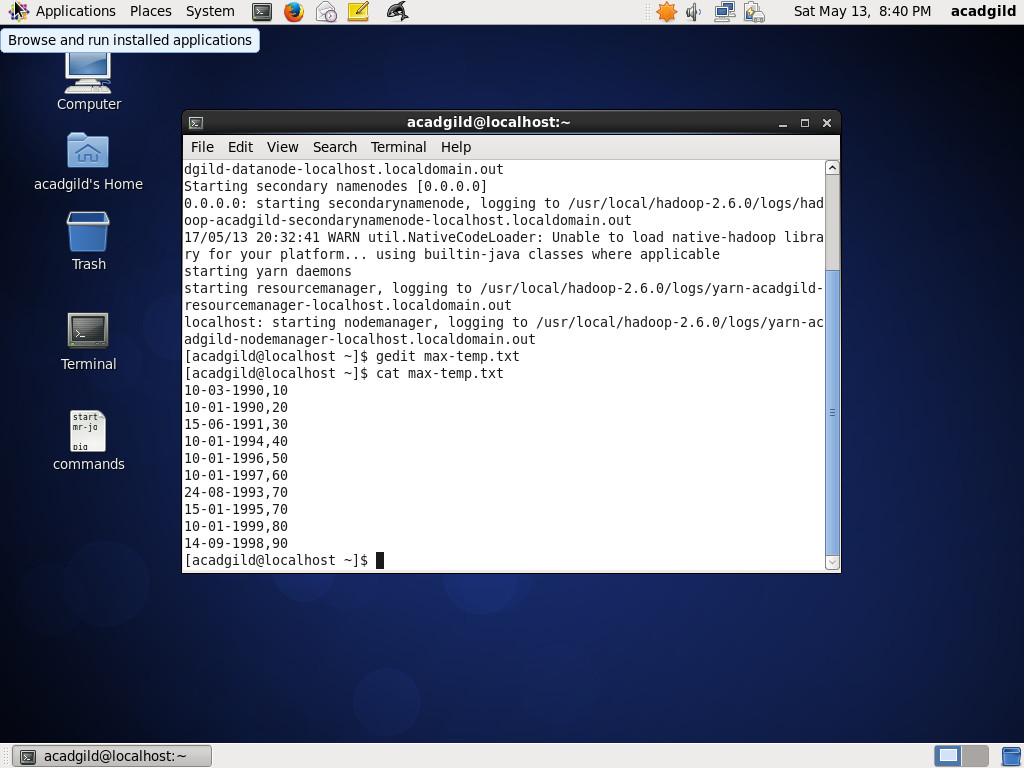 Applications Places System Sat May 13, 8:40 PM acadgild
Browse and run installed applications
Computer
acadgild's Home
Trash
Terminal
start
mr-jo
pig
commands
acadgild@localhost:~
File Edit View Search Terminal Help
dgild-datanode-localhost.localdomain.out
Starting secondary namenodes [0.0.0.0]
0.0.0.0: starting secondarynamenode, logging to /usr/local/hadoop-2.6.0/logs/had
oop-acadgild-secondarynamenode-localhost.localdomain.out
17/05/13 20:32:41 WARN util.NativeCodeLoader: Unable to load native-hadoop libra
ry for your platform... using builtin-java classes where applicable
starting yarn daemons
starting resourcemanager, logging to /usr/local/hadoop-2.6.0/logs/yarn-acadgild-
resourcemanager-localhost.localdomain.out
localhost: starting nodemanager, logging to /usr/local/hadoop-2.6.0/logs/yarn-ac
adgild-nodemanager-localhost.localdomain.out
[acadgild@localhost ~]$ gedit max-temp.txt
[acadgild@localhost ~]$ cat max-temp.txt
10-03-1990,10
10-01-1990,20
15-06-1991,30
10-01-1994,40
10-01-1996,50
10-01-1997,60
24-08-1993,70
15-01-1995,70
10-01-1999,80
14-09-1998,90
[acadgild@localhost ~]$
acadgild@localhost:~